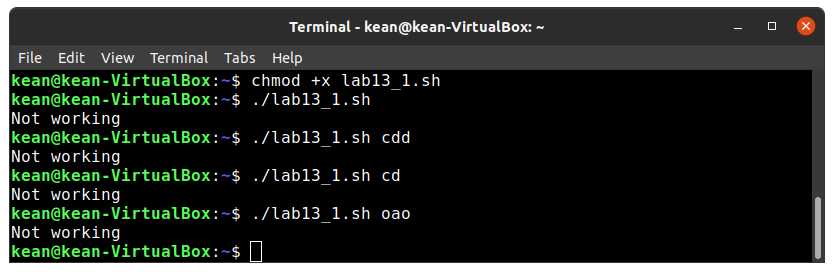 Terminal - kean@kean-VirtualBox: ~
File Edit View Terminal Tabs Help
kean@kean-VirtualBox:~$ chmod +x lab13_1.sh
kean@kean-VirtualBox:~$ ./lab13_1.sh
Not working
kean@kean-VirtualBox:~$ ./lab13_1.sh cdd
Not working
kean@kean-VirtualBox:~$ ./lab13_1.sh cd
Not working
kean@kean-VirtualBox:~$ ./lab13_1.sh oao
Not working
kean@kean-VirtualBox:~$